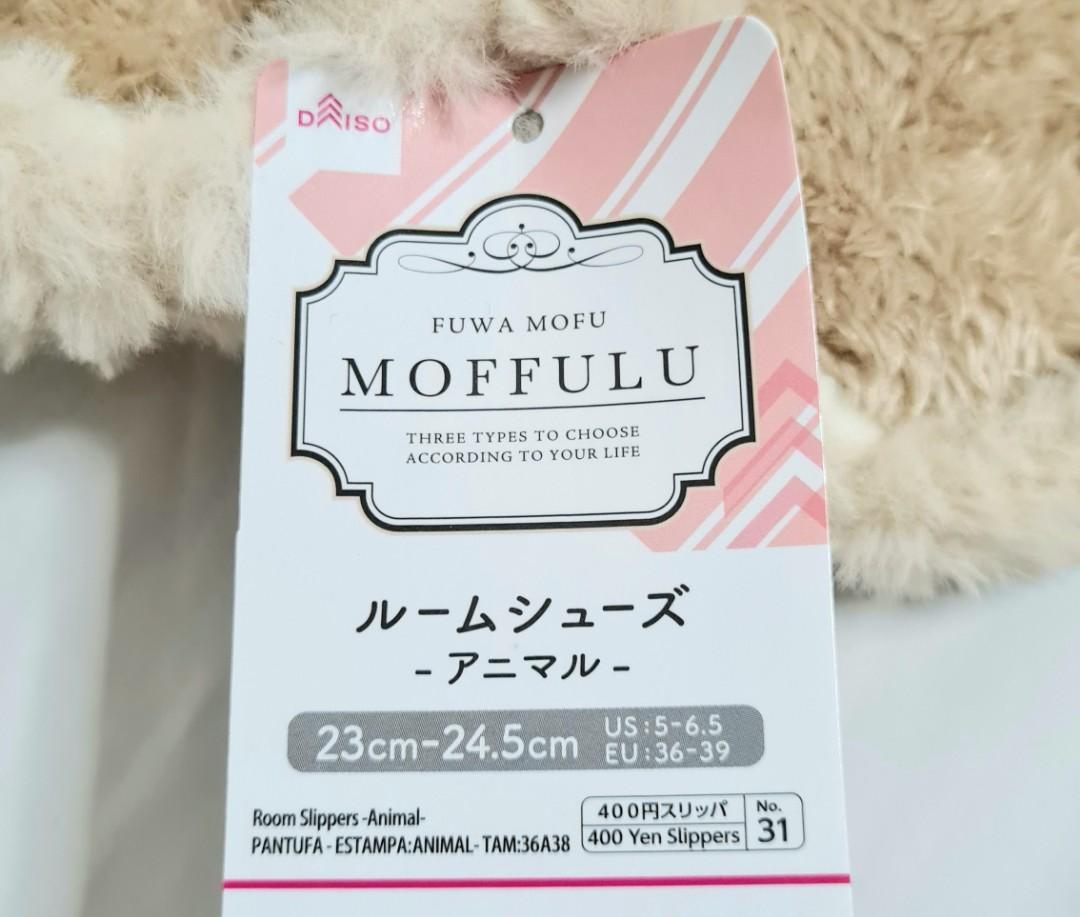 DAISO
FUWA MOFU
MOFFULU
THREE TYPES TO CHOOSE
ACCORDING TO YOUR LIFE
ルームシューズ
- アニマル -
23cm-24.5cm
US:5-6.5
EU:36-39
Room Slippers -Animal-
PANTUFA - ESTAMPA:ANIMAL- TAM:36A38
400円スリッパ
400 Yen Slippers
No.
31